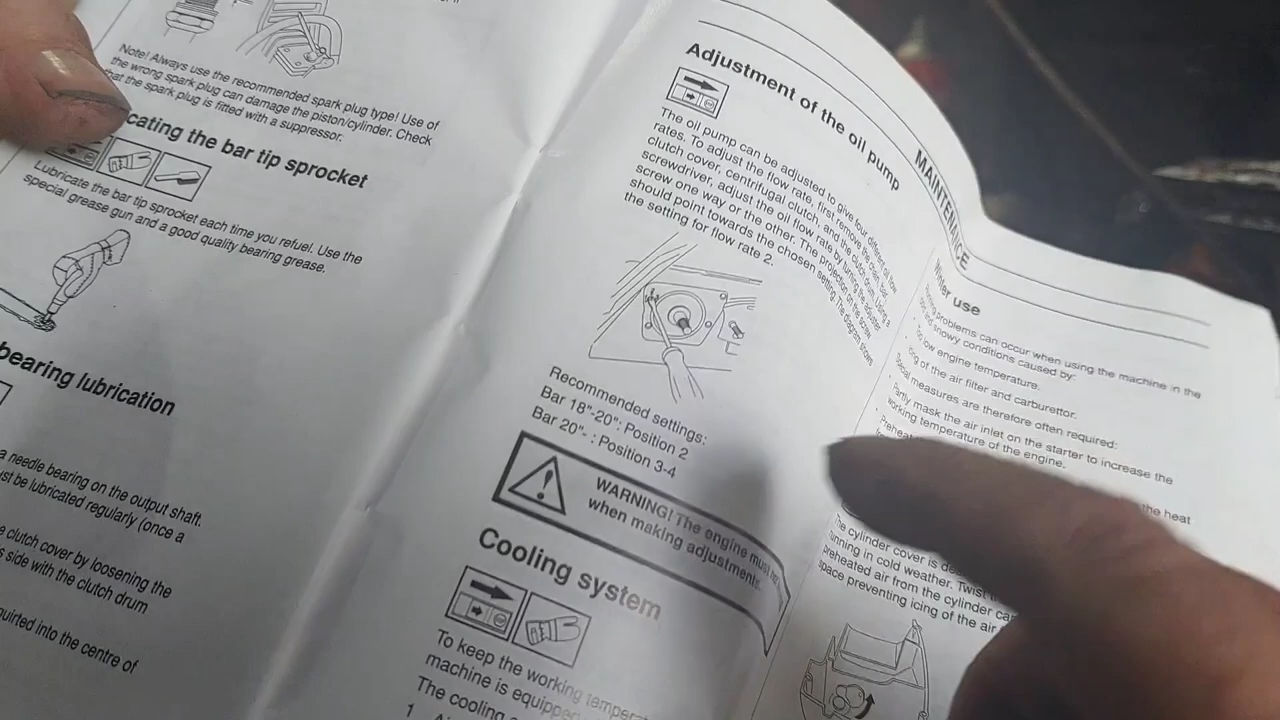 Note! Always use the recommended spark plug type! Use of
the wrong spark plug can damage the piston/cylinder. Check
that the spark plug is fitted with a suppressor.
cating the bar tip sprocket
Lubricate the bar tip sprocket each time you refuel. Use the
special grease gun and a good quality bearing grease.
bearing lubrication
a needle bearing on the output shaft.
ust be lubricated regularly (once a
e clutch cover by loosening the
s side with the clutch drum
quirted into the centre of
MAINTENANCE
Adjustment of the oil pump
The oil pump can be adjusted to give four different flow
rates. To adjust the flow rate, first remove the
clutch cover, centrifugal clutch, and the clutch drum. Using a
screwdriver, adjust the oil flow rate by turning the adjuster
screw one way or the other. The projection on the screw
should point towards the chosen setting. The diagram shows
the setting for flow rate 2.
Recommended settings:
Bar 18"-20": Position 2
Bar 20"- : Position 3-4
WARNING! The engine must
when making adjustments.
Cooling system
To keep the working temperat
machine is equipped
The cooling
1
Winter use
problems can occur when using the machine in the
and snowy conditions caused by:
Too low engine temperature.
Icing of the air filter and carburettor.
Special measures are therefore often required:
Partly mask the air inlet on the starter to increase the
working temperature of the engine.
Preheat
the heat
The cylinder cover is de
running in cold weather. Twist
preheated air from the cylinder ca
space preventing icing of the air